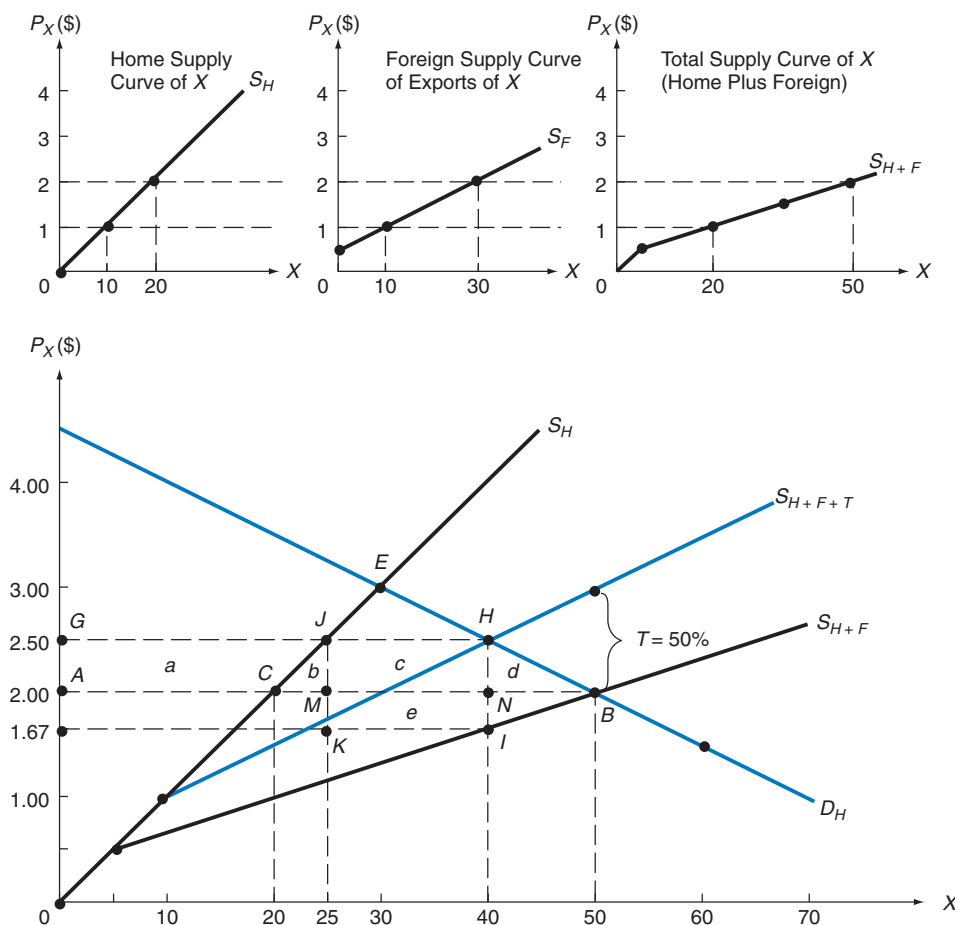 P_X ($)
Home Supply
Curve of X
S_H
4
3
2
1
0
10
20
X
P_X ($)
Foreign Supply Curve
of Exports of X
S_F
4
3
2
1
0
10
30
X
P_X ($)
Total Supply Curve of X
(Home Plus Foreign)
S_{H + F}
4
3
2
1
0
20
50
X
P_X ($)
S_H
4.00
S_{H + F + T}
E
3.00
G
J
H
S_{H + F}
2.50
T = 50%
a
b
c
d
A
C
2.00
M
N
B
e
1.67
K
I
1.00
D_H
0
10
20
25
30
40
50
60
70
X